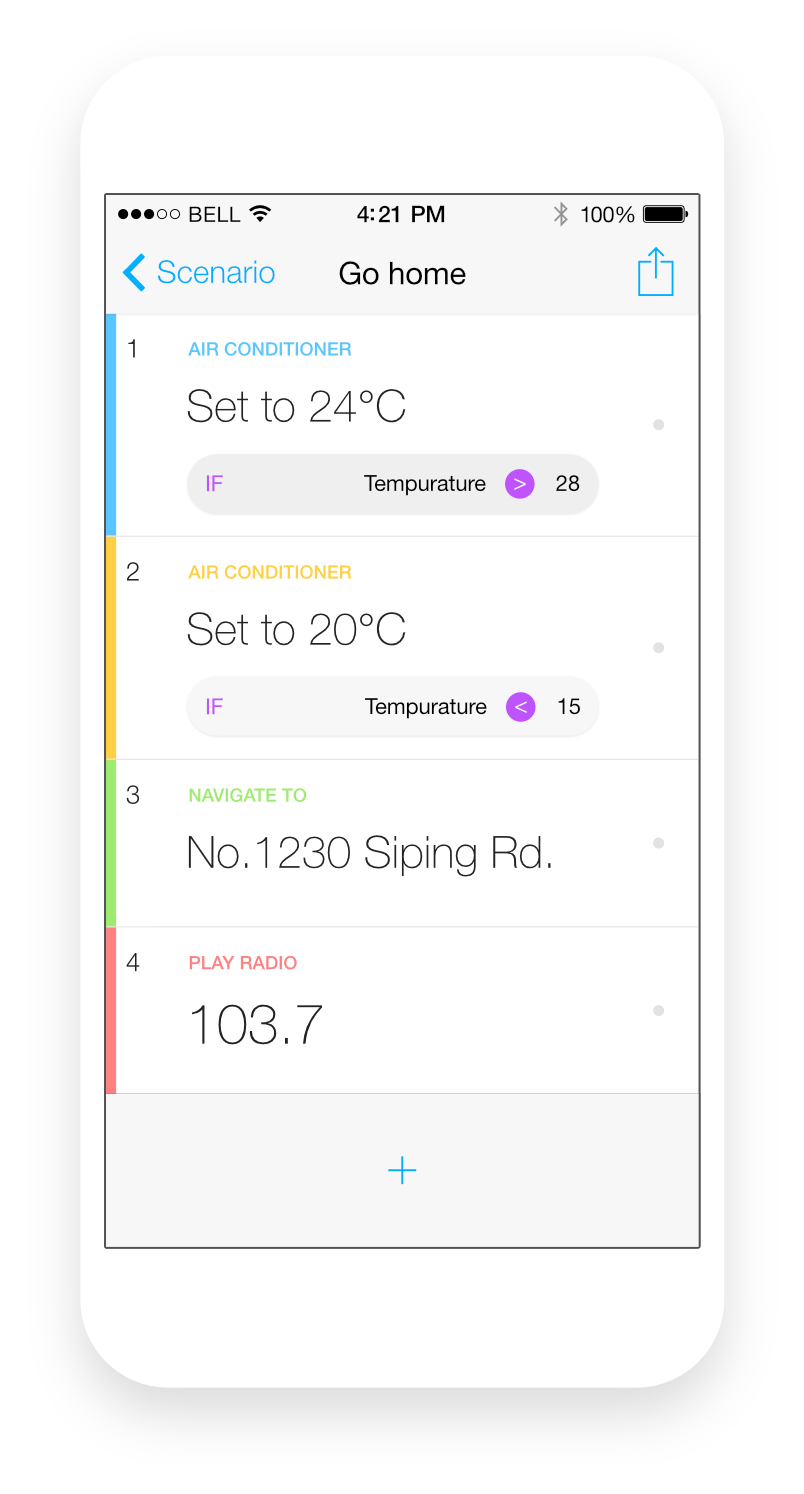 BELL 4:21 PM 100%
Scenario Go home
1 AIR CONDITIONER
Set to 24°C
IF Tempurature > 28
2 AIR CONDITIONER
Set to 20°C
IF Tempurature < 15
3 NAVIGATE TO
No.1230 Siping Rd.
4 PLAY RADIO
103.7
+